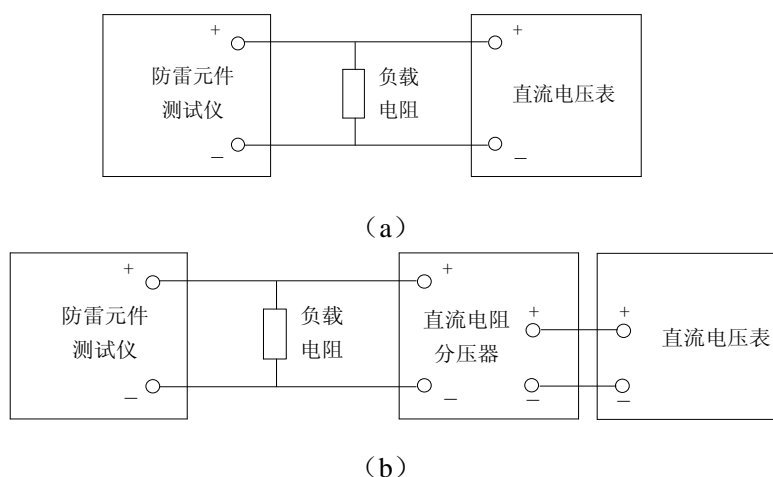 +
+
防雷元件
测试仪
负载
电阻
直流电压表
—
—
（a）
+
+
防雷元件
测试仪
负载
电阻
直流电阻
分压器
+
+
直流电压表
—
—
—
—
（b）